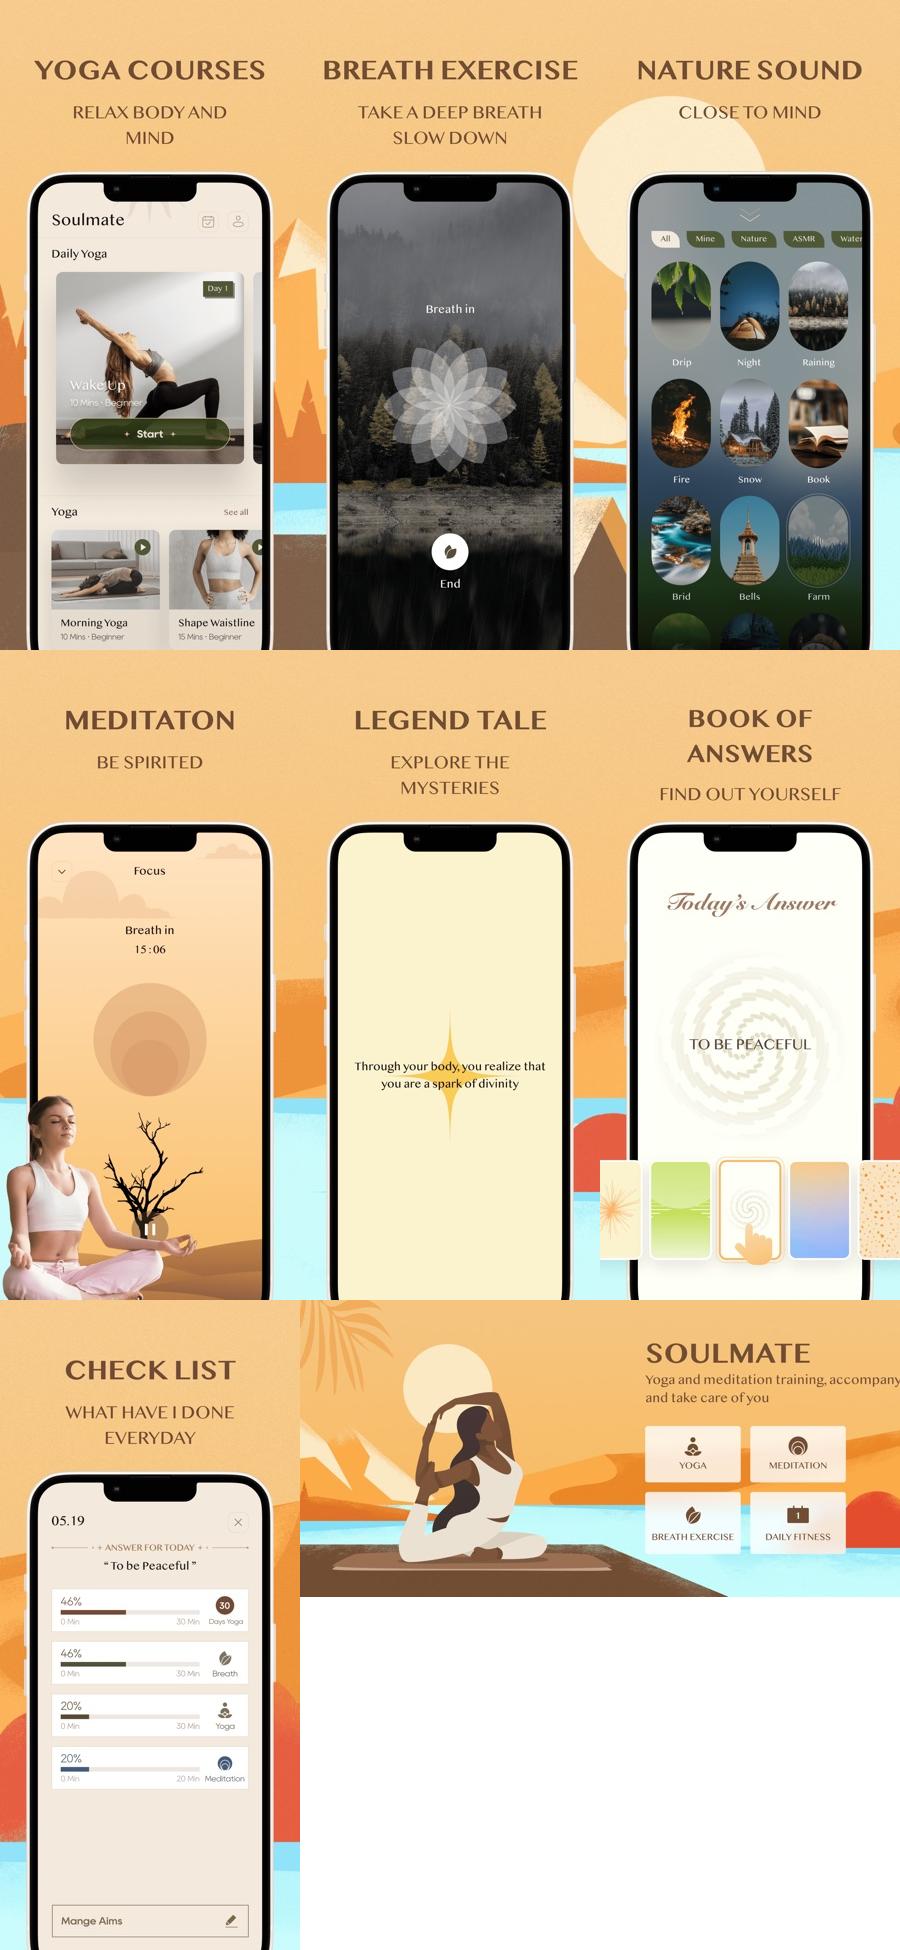 YOGA COURSES
RELAX BODY AND
MIND
Soulmate
Daily Yoga
Day 1
Wake Up
10 Mins • Beginner
Start
Yoga
See all
Morning Yoga
10 Mins • Beginner
Shape Waistline
15 Mins • Beginner
BREATH EXERCISE
TAKE A DEEP BREATH
SLOW DOWN
Breath in
End
NATURE SOUND
CLOSE TO MIND
All Mine Nature ASMR Water
Drip Night Raining
Fire Snow Book
Brid Bells Farm
MEDITATON
BE SPIRITED
Focus
Breath in
15:06
LEGEND TALE
EXPLORE THE
MYSTERIES
Through your body, you realize that
you are a spark of divinity
BOOK OF
ANSWERS
FIND OUT YOURSELF
Today's Answer
TO BE PEACEFUL
CHECK LIST
WHAT HAVE I DONE
EVERYDAY
05.19
ANSWER FOR TODAY
“ To be Peaceful ”
46%
30
0 Min 30 Min Days Yoga
46%
0 Min 30 Min Breath
20%
0 Min 30 Min Yoga
20%
0 Min 20 Min Meditation
Mange Aims
SOULMATE
Yoga and meditation training, accompany
and take care of you
YOGA
MEDITATION
BREATH EXERCISE
1
DAILY FITNESS